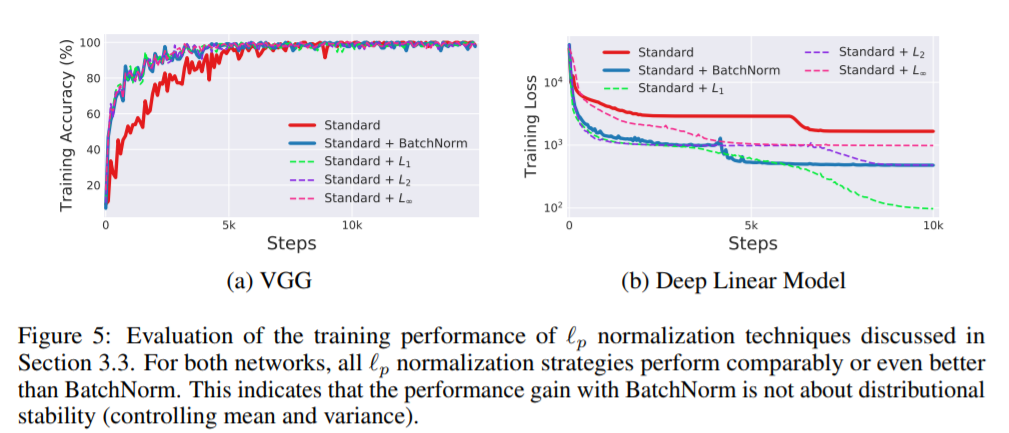 Training Accuracy (%)
100
80
60
40
20
0
5k
10k
Steps
Standard
Standard + BatchNorm
Standard + L₁
Standard + L₂
Standard + L∞
(a) VGG
Training Loss
10⁴
10³
10²
0
5k
10k
Steps
Standard
Standard + BatchNorm
Standard + L₁
Standard + L₂
Standard + L∞
(b) Deep Linear Model
Figure 5: Evaluation of the training performance of ℓₚ normalization techniques discussed in
Section 3.3. For both networks, all ℓₚ normalization strategies perform comparably or even better
than BatchNorm. This indicates that the performance gain with BatchNorm is not about distributional
stability (controlling mean and variance).